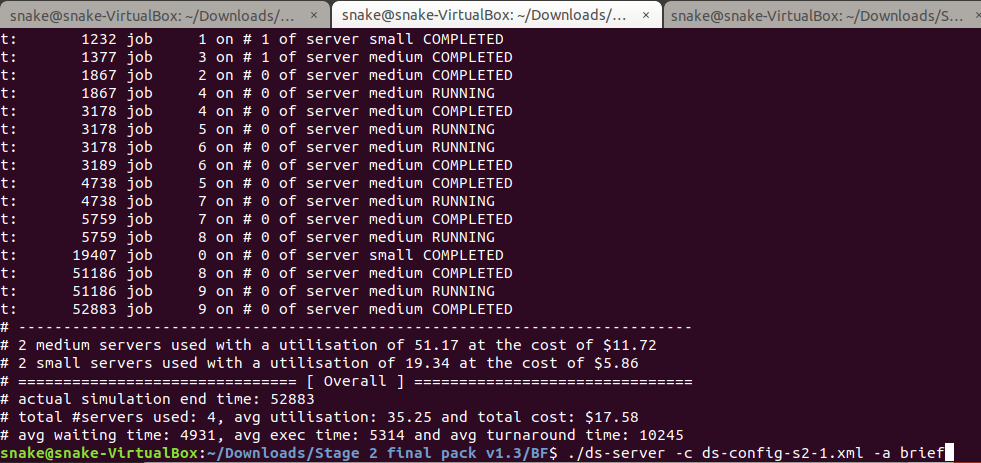 snake@snake-VirtualBox: ~/Downloads/... × snake@snake-VirtualBox: ~/Downloads/... × snake@snake-VirtualBox: ~/Downloads/S... ×
t: 1232 job 1 on # 1 of server small COMPLETED
t: 1377 job 3 on # 1 of server medium COMPLETED
t: 1867 job 2 on # 0 of server medium COMPLETED
t: 1867 job 4 on # 0 of server medium RUNNING
t: 3178 job 4 on # 0 of server medium COMPLETED
t: 3178 job 5 on # 0 of server medium RUNNING
t: 3178 job 6 on # 0 of server medium RUNNING
t: 3189 job 6 on # 0 of server medium COMPLETED
t: 4738 job 5 on # 0 of server medium COMPLETED
t: 4738 job 7 on # 0 of server medium RUNNING
t: 5759 job 7 on # 0 of server medium COMPLETED
t: 5759 job 8 on # 0 of server medium RUNNING
t: 19407 job 0 on # 0 of server small COMPLETED
t: 51186 job 8 on # 0 of server medium COMPLETED
t: 51186 job 9 on # 0 of server medium RUNNING
t: 52883 job 9 on # 0 of server medium COMPLETED
# ---------------------------------------------------------------------------
# 2 medium servers used with a utilisation of 51.17 at the cost of $11.72
# 2 small servers used with a utilisation of 19.34 at the cost of $5.86
# =============================== [ Overall ] ===============================
# actual simulation end time: 52883
# total #servers used: 4, avg utilisation: 35.25 and total cost: $17.58
# avg waiting time: 4931, avg exec time: 5314 and avg turnaround time: 10245
snake@snake-VirtualBox:~/Downloads/Stage 2 final pack v1.3/BF$ ./ds-server -c ds-config-s2-1.xml -a brief